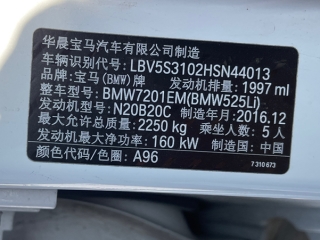 华晨宝马汽车有限公司制造
车辆识别代号: LBV5S3102HSN44013
品牌: 宝马(BMW)牌 发动机排量: 1997 ml
整车型号: BMW7201EM(BMW525Li)
发动机型号: N20B20C 制造年月: 2016.12
最大允许总质量: 2250 kg 乘坐人数: 5 人
发动机最大净功率: 160 kW 制造国: 中国
颜色代码/色卷: A96
7 310 673